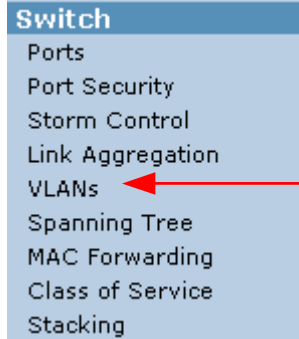 Switch
Ports
Port Security
Storm Control
Link Aggregation
VLANs
Spanning Tree
MAC Forwarding
Class of Service
Stacking